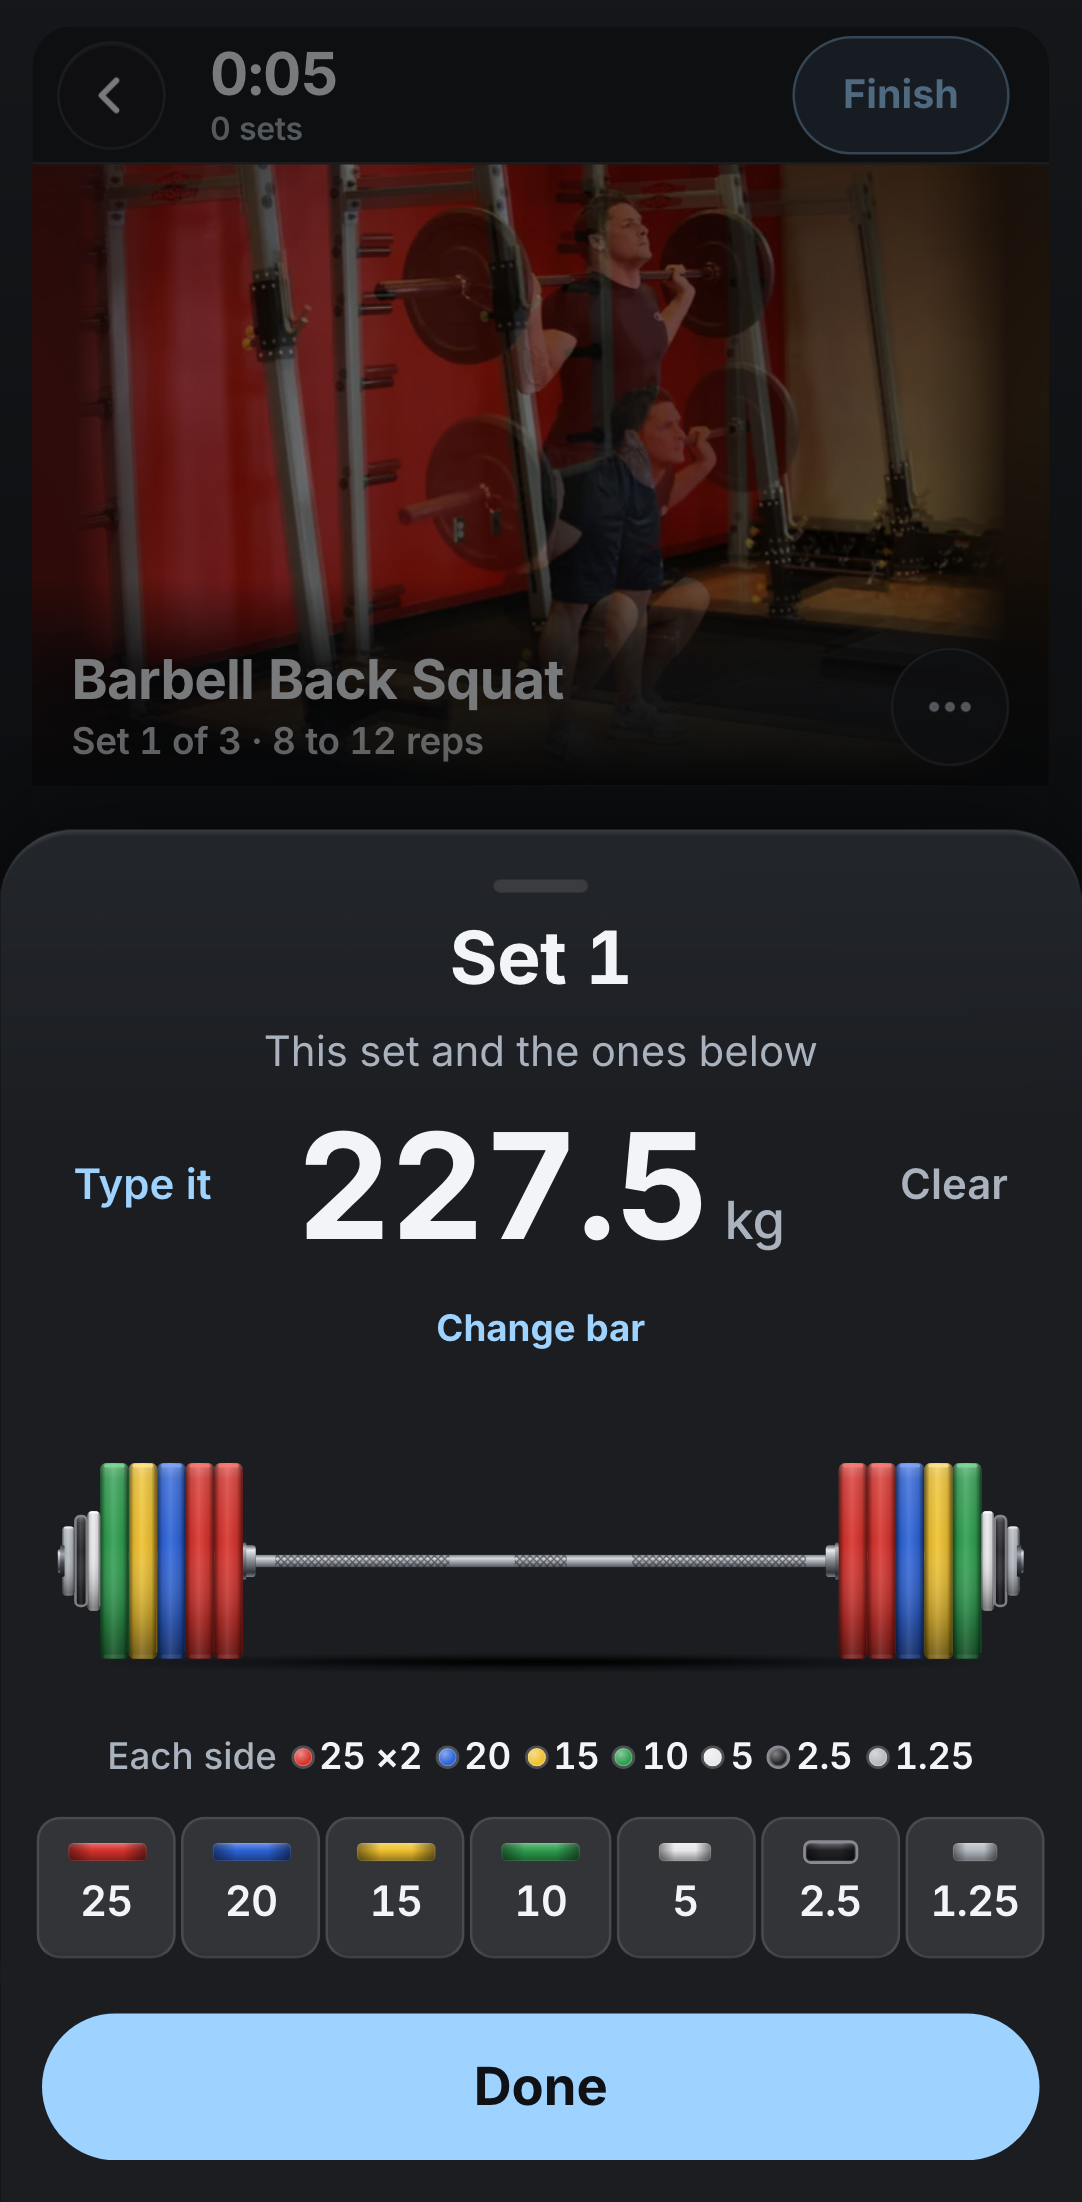 0:05
0 sets
Finish
Barbell Back Squat
Set 1 of 3 · 8 to 12 reps
Set 1
This set and the ones below
Type it
227.5 kg
Clear
Change bar
Each side 25 ×2 20 15 10 5 2.5 1.25
25 20 15 10 5 2.5 1.25
Done